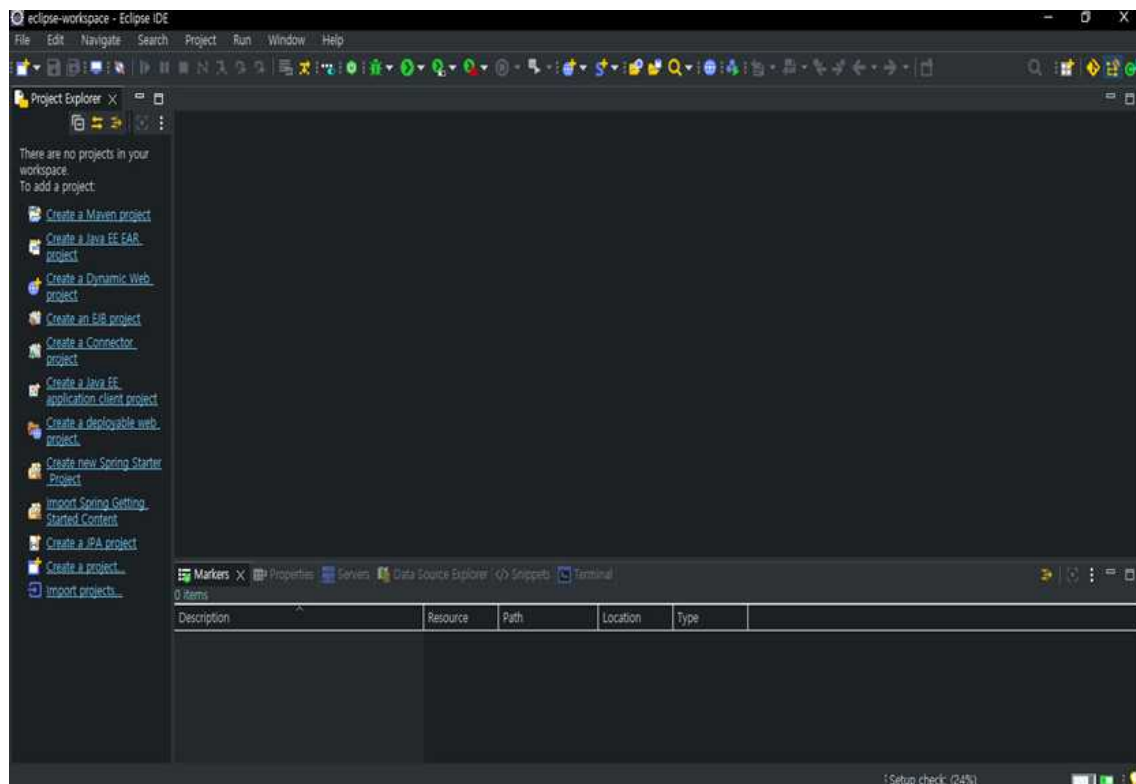 eclipse-workspace - Eclipse IDE
File Edit Navigate Search Project Run Window Help
Project Explorer
There are no projects in your
workspace.
To add a project:
Create a Maven project
Create a Java EE EAR
project
Create a Dynamic Web
project
Create an EJB project
Create a Connector
project
Create a Java EE
application client project
Create a deployable web
project.
Create new Spring Starter
Project
Import Spring Getting
Started Content
Create a JPA project
Create a project...
Import projects...
Markers Properties Servers Data Source Explorer Snippets Terminal
0 items
Description Resource Path Location Type
Setup check: (24%)